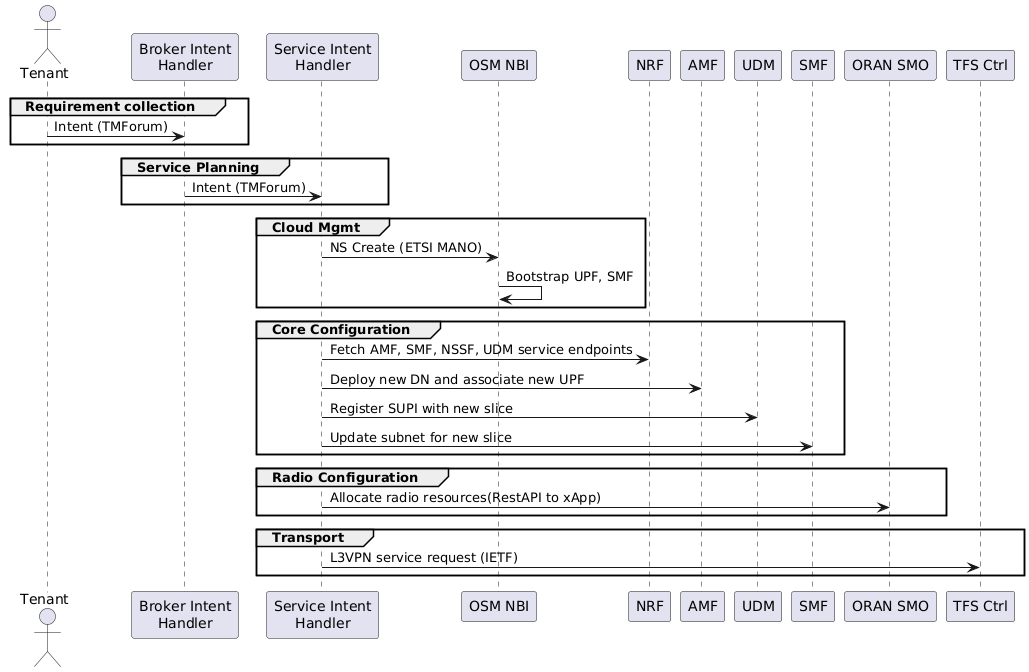 Tenant
Broker Intent
Handler
Service Intent
Handler
OSM NBI
NRF
AMF
UDM
SMF
ORAN SMO
TFS Ctrl
Requirement collection
Intent (TMForum)
Service Planning
Intent (TMForum)
Cloud Mgmt
NS Create (ETSI MANO)
Bootstrap UPF, SMF
Core Configuration
Fetch AMF, SMF, NSSF, UDM service endpoints
Deploy new DN and associate new UPF
Register SUPI with new slice
Update subnet for new slice
Radio Configuration
Allocate radio resources(RestAPI to xApp)
Transport
L3VPN service request (IETF)
Tenant
Broker Intent
Handler
Service Intent
Handler
OSM NBI
NRF
AMF
UDM
SMF
ORAN SMO
TFS Ctrl